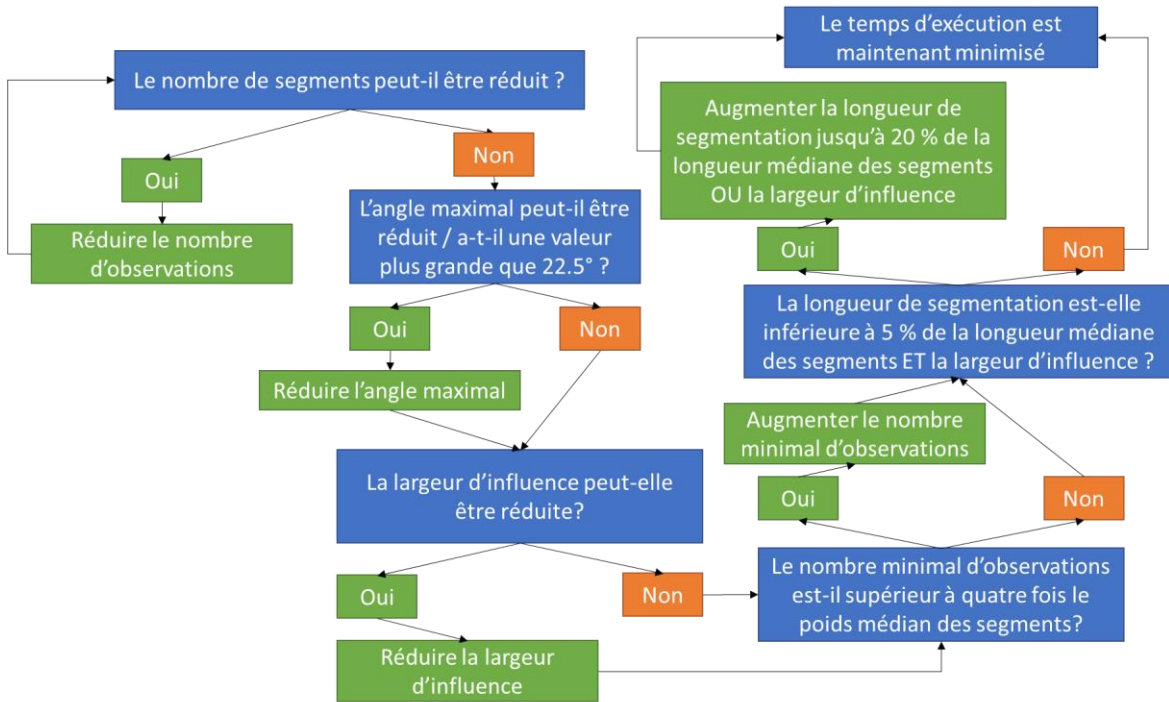 Le nombre de segments peut-il être réduit ?
Oui
Non
Réduire le nombre
d'observations
L'angle maximal peut-il être
réduit / a-t-il une valeur
plus grande que 22.5° ?
Oui
Non
Réduire l'angle maximal
La largeur d'influence peut-elle
être réduite?
Oui
Non
Réduire la largeur
d'influence
Le nombre minimal d'observations
est-il supérieur à quatre fois le
poids médian des segments?
Oui
Non
Augmenter le nombre
minimal d'observations
La longueur de segmentation est-elle
inférieure à 5 % de la longueur médiane
des segments ET la largeur d'influence ?
Oui
Non
Augmenter la longueur de
segmentation jusqu'à 20 % de la
longueur médiane des segments
OU la largeur d'influence
Le temps d'exécution est
maintenant minimisé